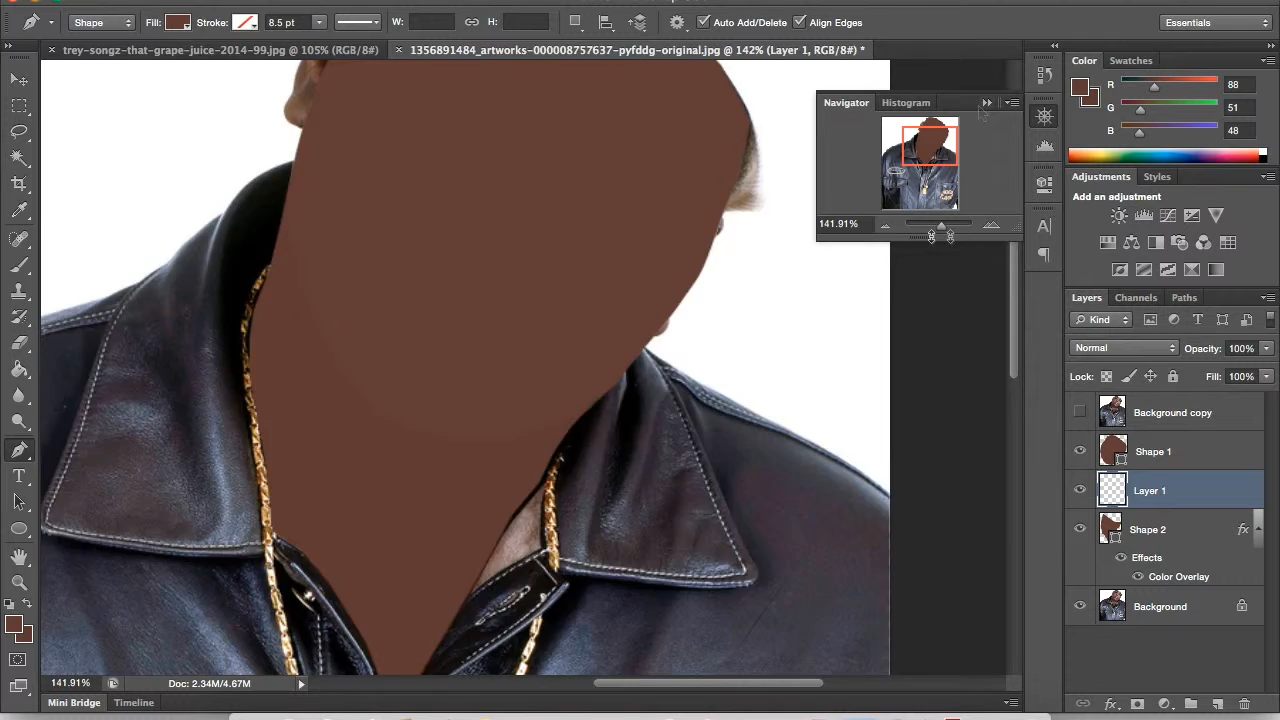 Shape Fill: Stroke: 8.5 pt W: H: Auto Add/Delete Align Edges Essentials
trey-songz-that-grape-juice-2014-99.jpg @ 105% (RGB/8#) 1356891484_artworks-000008757637-pyfddg-original.jpg @ 142% (Layer 1, RGB/8#) *
Navigator Histogram
141.91%
Color Swatches
R 88
G 51
B 48
Adjustments Styles
Add an adjustment
Layers Channels Paths
Kind
Normal Opacity: 100%
Lock: Fill: 100%
Background copy
Shape 1
Layer 1
Shape 2 fx
Effects
Color Overlay
Background
141.91% Doc: 2.34M/4.67M
Mini Bridge Timeline